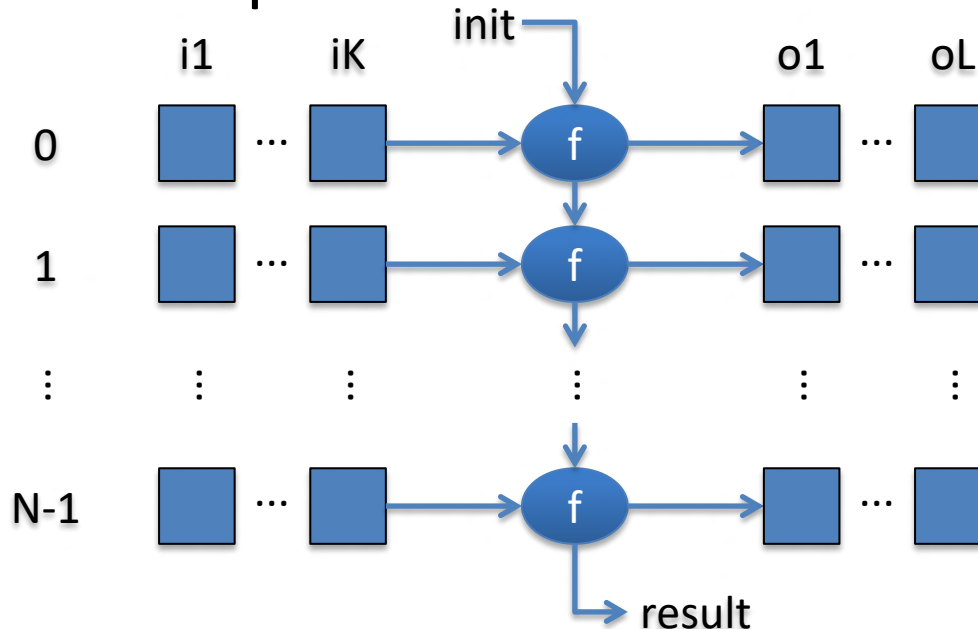 init
i1 iK o1 oL
0 ... f ...
1 ... f ...
⋮ ⋮ ⋮ ⋮ ⋮ ⋮
N-1 ... f ...
result